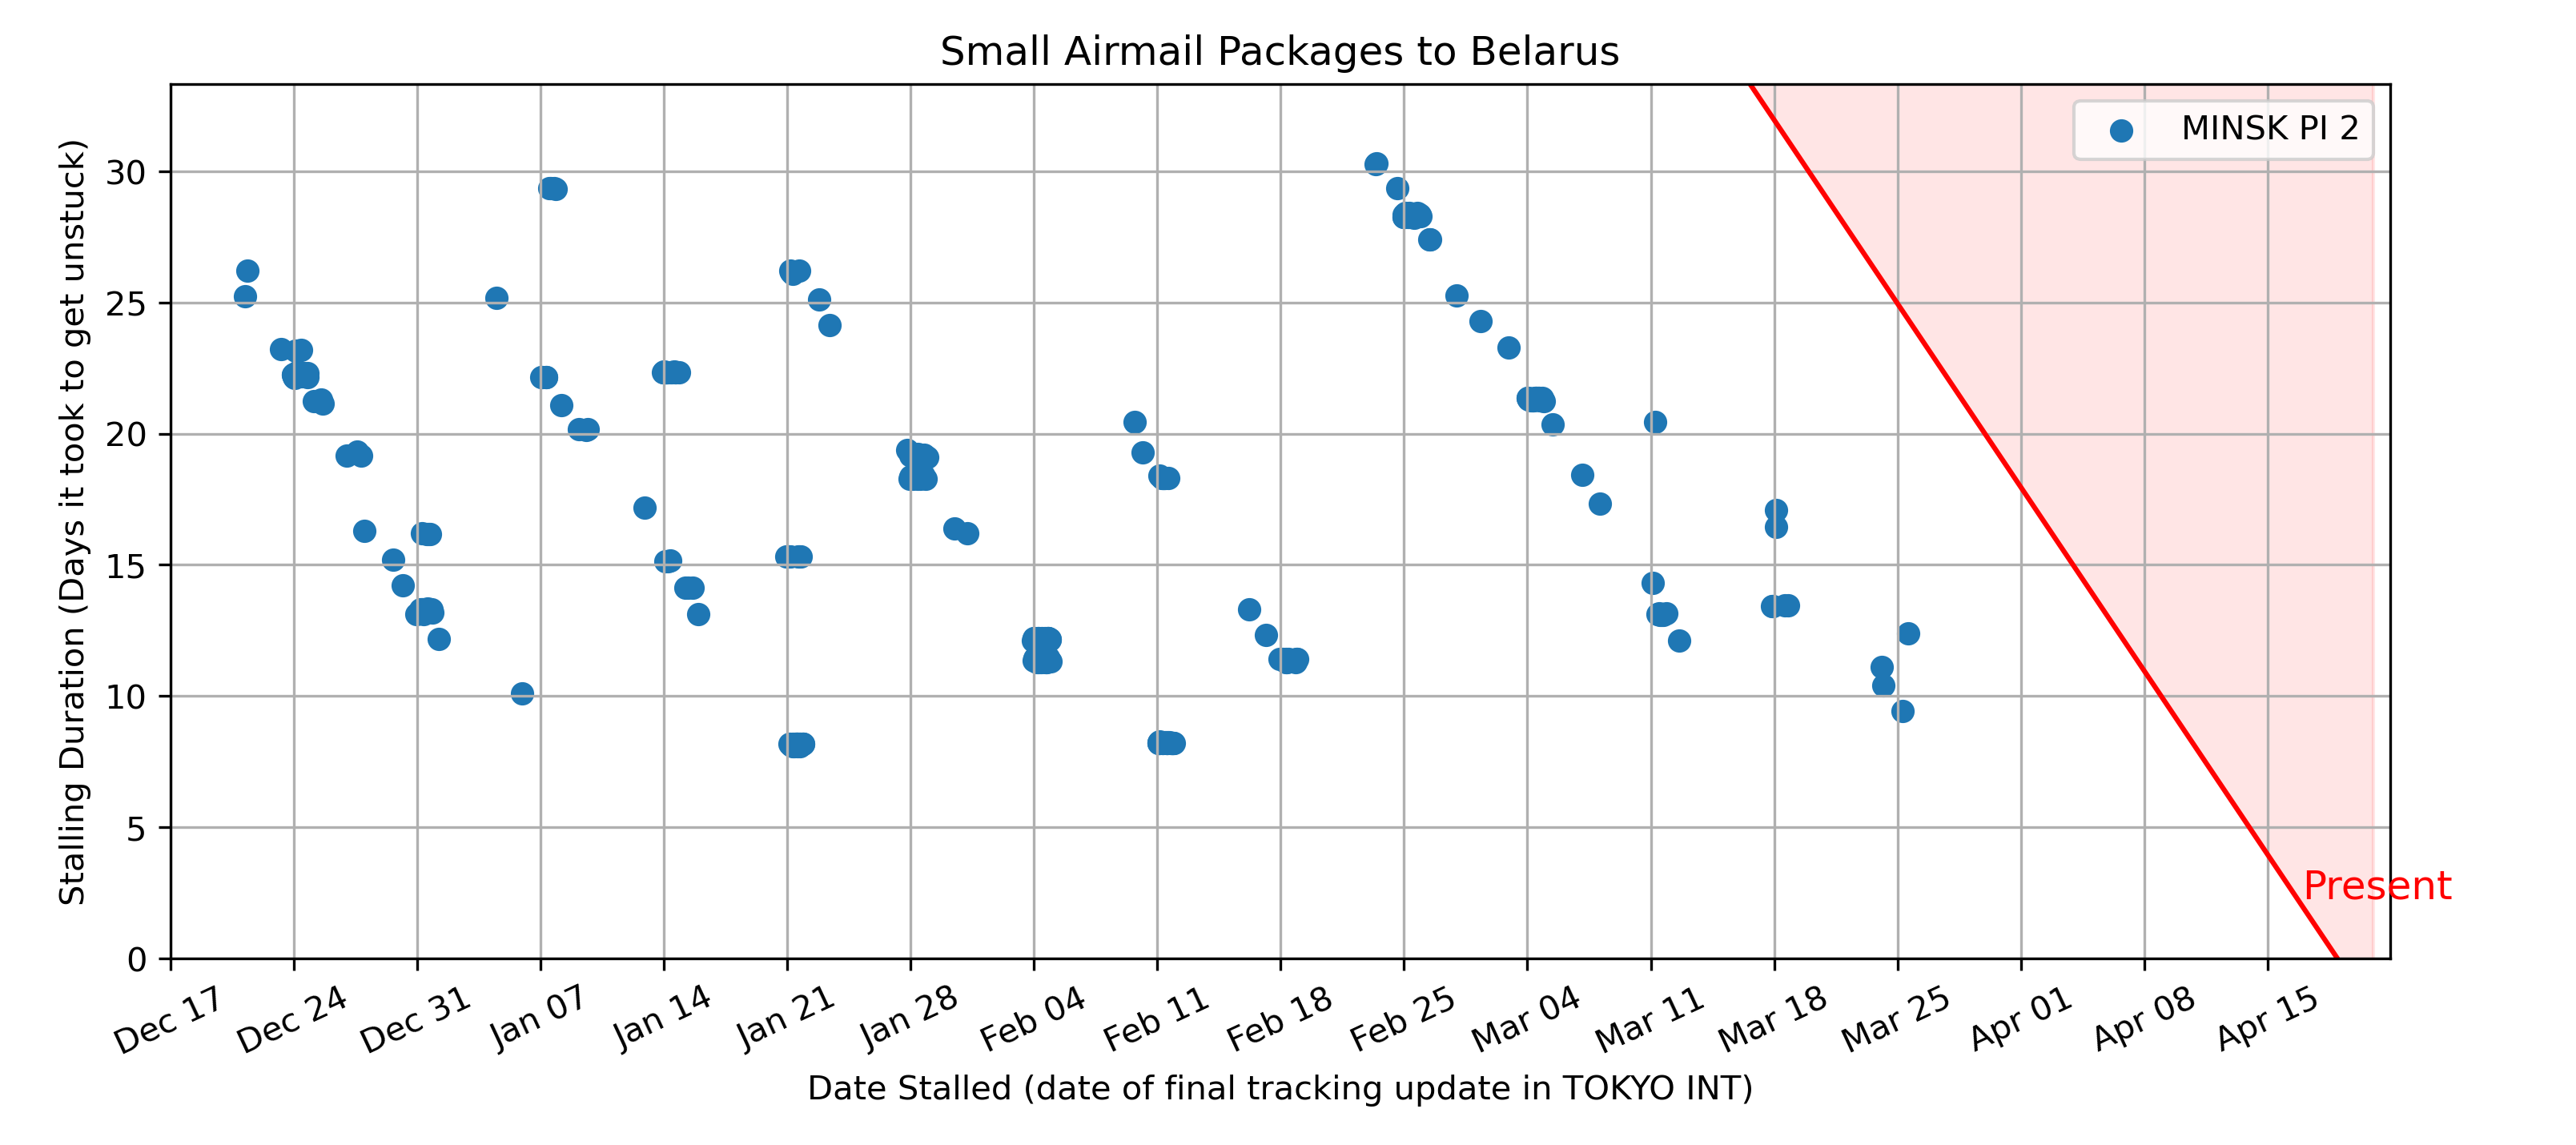 Small Airmail Packages to Belarus
MINSK PI 2
Stalling Duration (Days it took to get unstuck)
30
25
20
15
10
5
0
Present
Dec 17
Dec 24
Dec 31
Jan 07
Jan 14
Jan 21
Jan 28
Feb 04
Feb 11
Feb 18
Feb 25
Mar 04
Mar 11
Mar 18
Mar 25
Apr 01
Apr 08
Apr 15
Date Stalled (date of final tracking update in TOKYO INT)